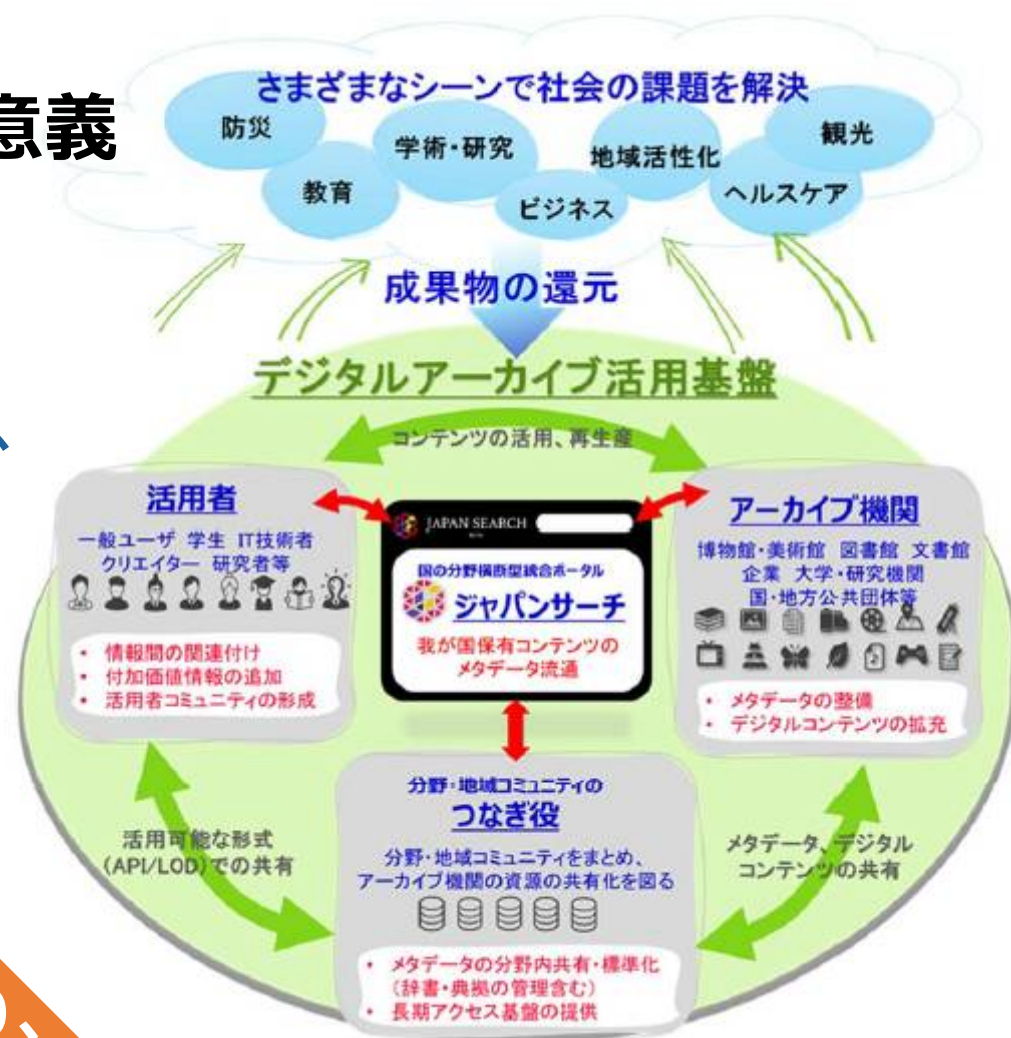 意義
さまざまなシーンで社会の課題を解決
防災
教育
学術・研究
ビジネス
地域活性化
ヘルスケア
観光
成果物の還元
デジタルアーカイブ活用基盤
コンテンツの活用、再生産
活用者
一般ユーザ 学生 IT技術者
クリエイター 研究者等
・ 情報間の関連付け
・ 付加価値情報の追加
・ 活用者コミュニティの形成
JAPAN SEARCH
国の分野横断型統合ポータル
ジャパンサーチ
我が国保有コンテンツの
メタデータ流通
アーカイブ機関
博物館・美術館 図書館 文書館
企業 大学・研究機関
国・地方公共団体等
・ メタデータの整備
・ デジタルコンテンツの拡充
分野・地域コミュニティの
つなぎ役
分野・地域コミュニティをまとめ、
アーカイブ機関の資源の共有化を図る
・ メタデータの分野内共有・標準化
(辞書・典拠の管理含む)
・ 長期アクセス基盤の提供
活用可能な形式
(API/LOD)での共有
メタデータ、デジタル
コンテンツの共有